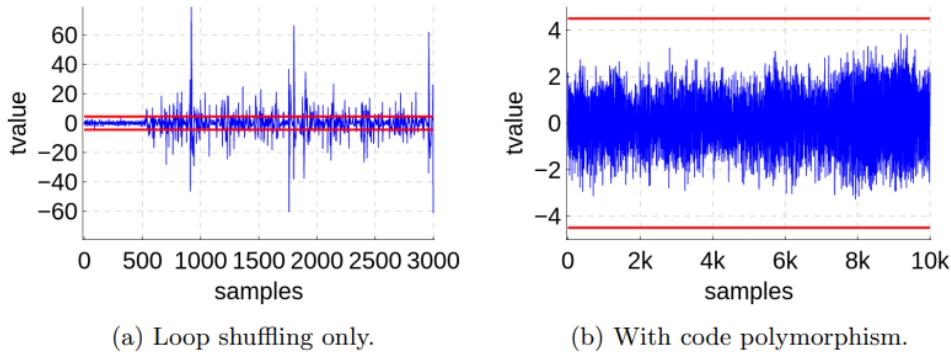 tvalue
60
40
20
0
−20
−40
−60
0 500 1000 1500 2000 2500 3000
samples
(a) Loop shuffling only.
tvalue
4
2
0
−2
−4
0 2k 4k 6k 8k 10k
samples
(b) With code polymorphism.